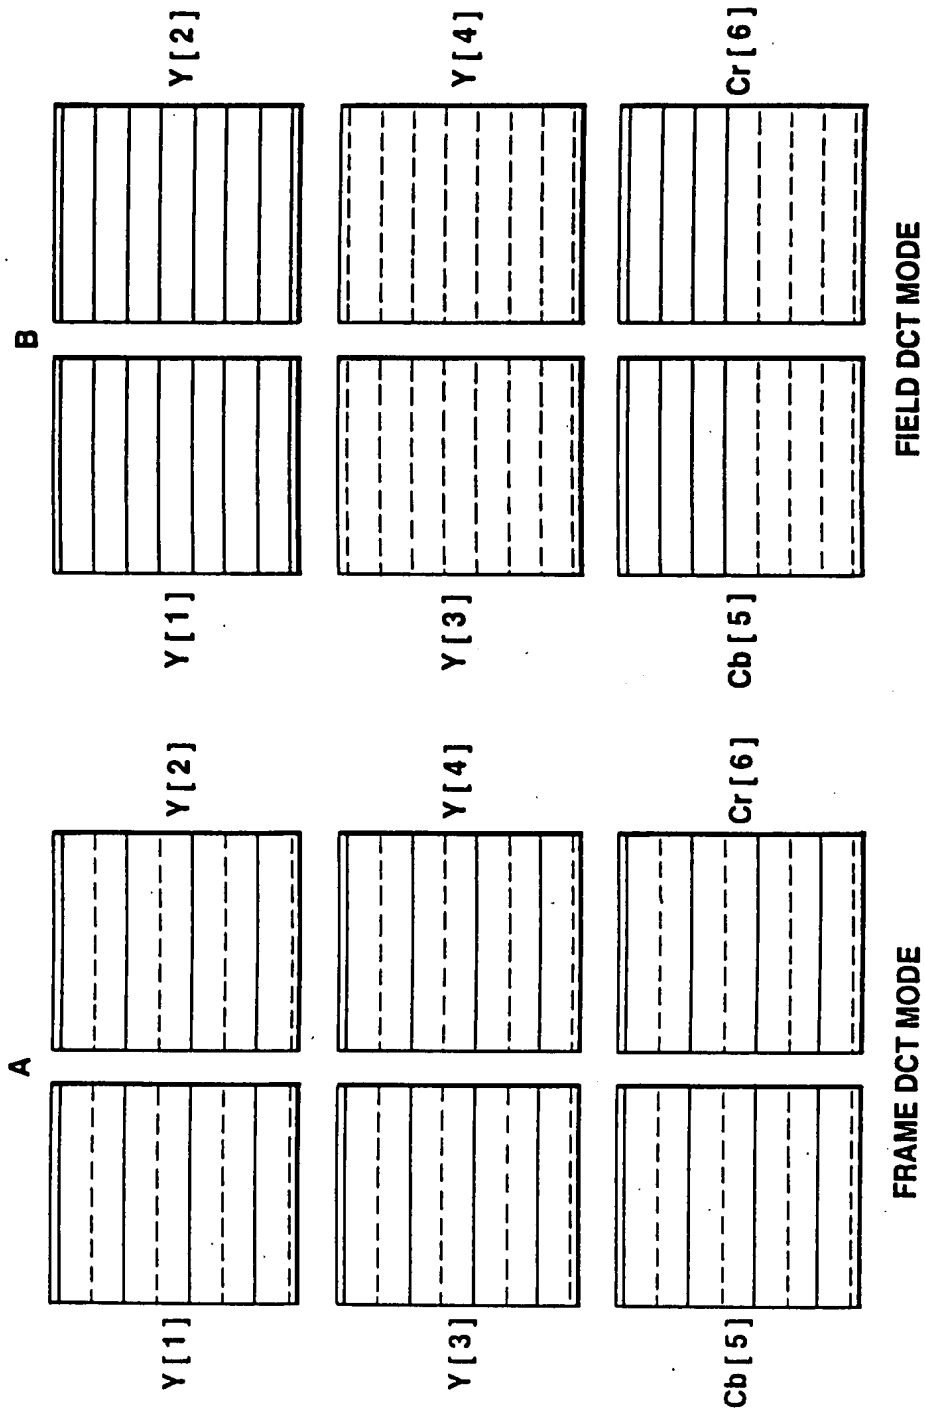 A
Y[1]
Y[2]
Y[3]
Y[4]
Cb[5]
Cr[6]
FRAME DCT MODE
B
Y[1]
Y[2]
Y[3]
Y[4]
Cb[5]
Cr[6]
FIELD DCT MODE